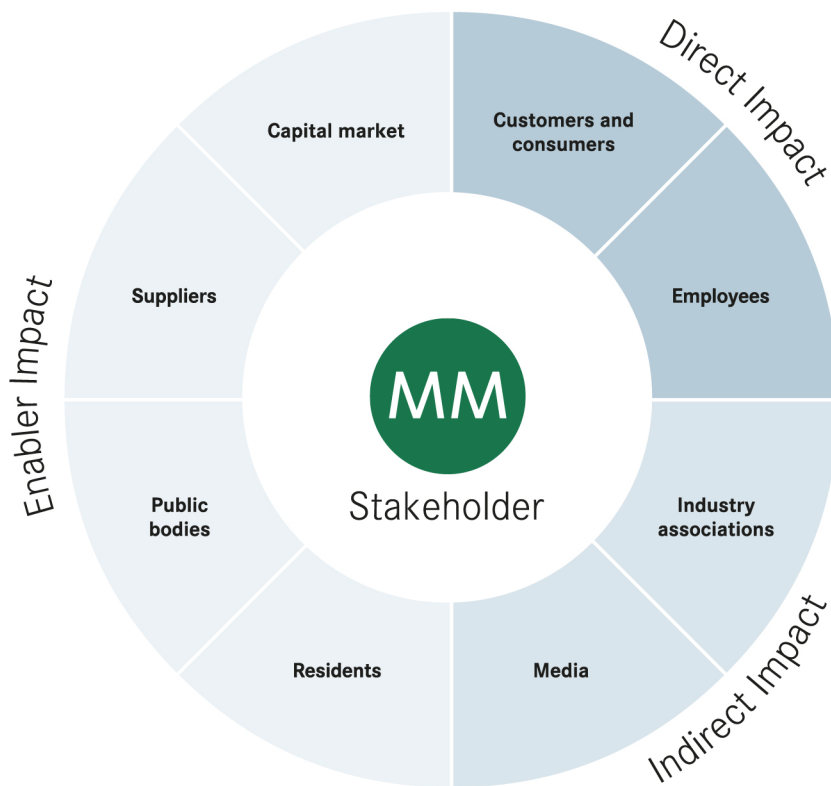 Direct Impact
Customers and
consumers
Employees
Industry
associations
Indirect Impact
Media
Residents
Public
bodies
Enabler Impact
Suppliers
Capital market
MM
Stakeholder